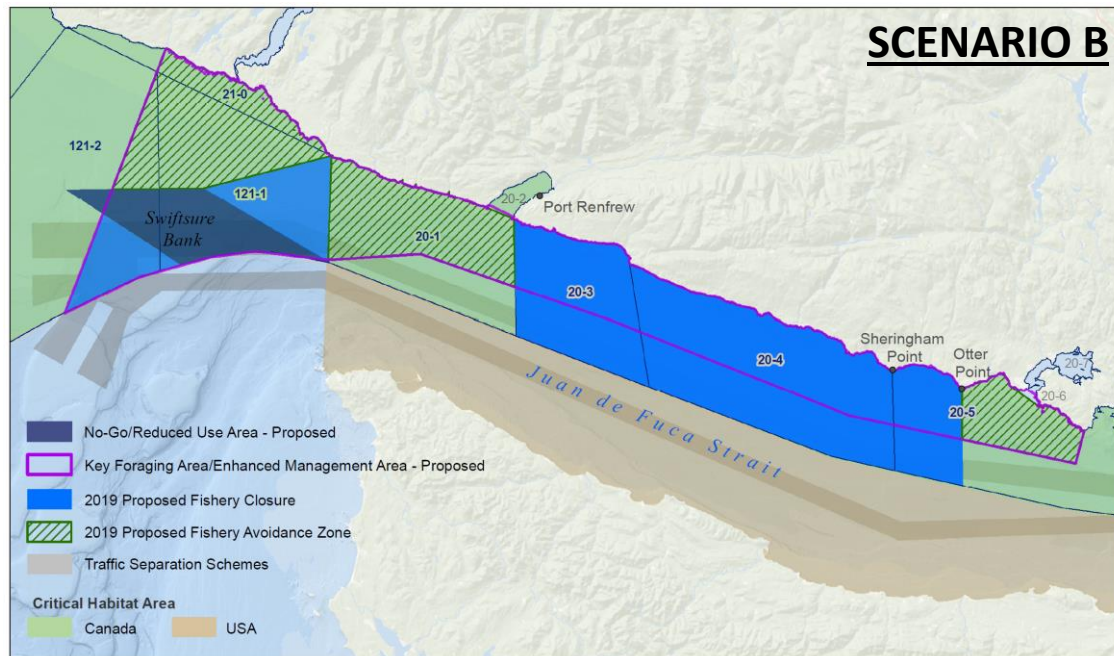 SCENARIO B
21-0
121-2
121-1
Swiftsure
Bank
20-2
Port Renfrew
20-1
20-3
20-4
Sheringham
Point
Otter
Point
20-7
20-6
20-5
Juan de Fuca Strait
No-Go/Reduced Use Area - Proposed
Key Foraging Area/Enhanced Management Area - Proposed
2019 Proposed Fishery Closure
2019 Proposed Fishery Avoidance Zone
Traffic Separation Schemes
Critical Habitat Area
Canada
USA